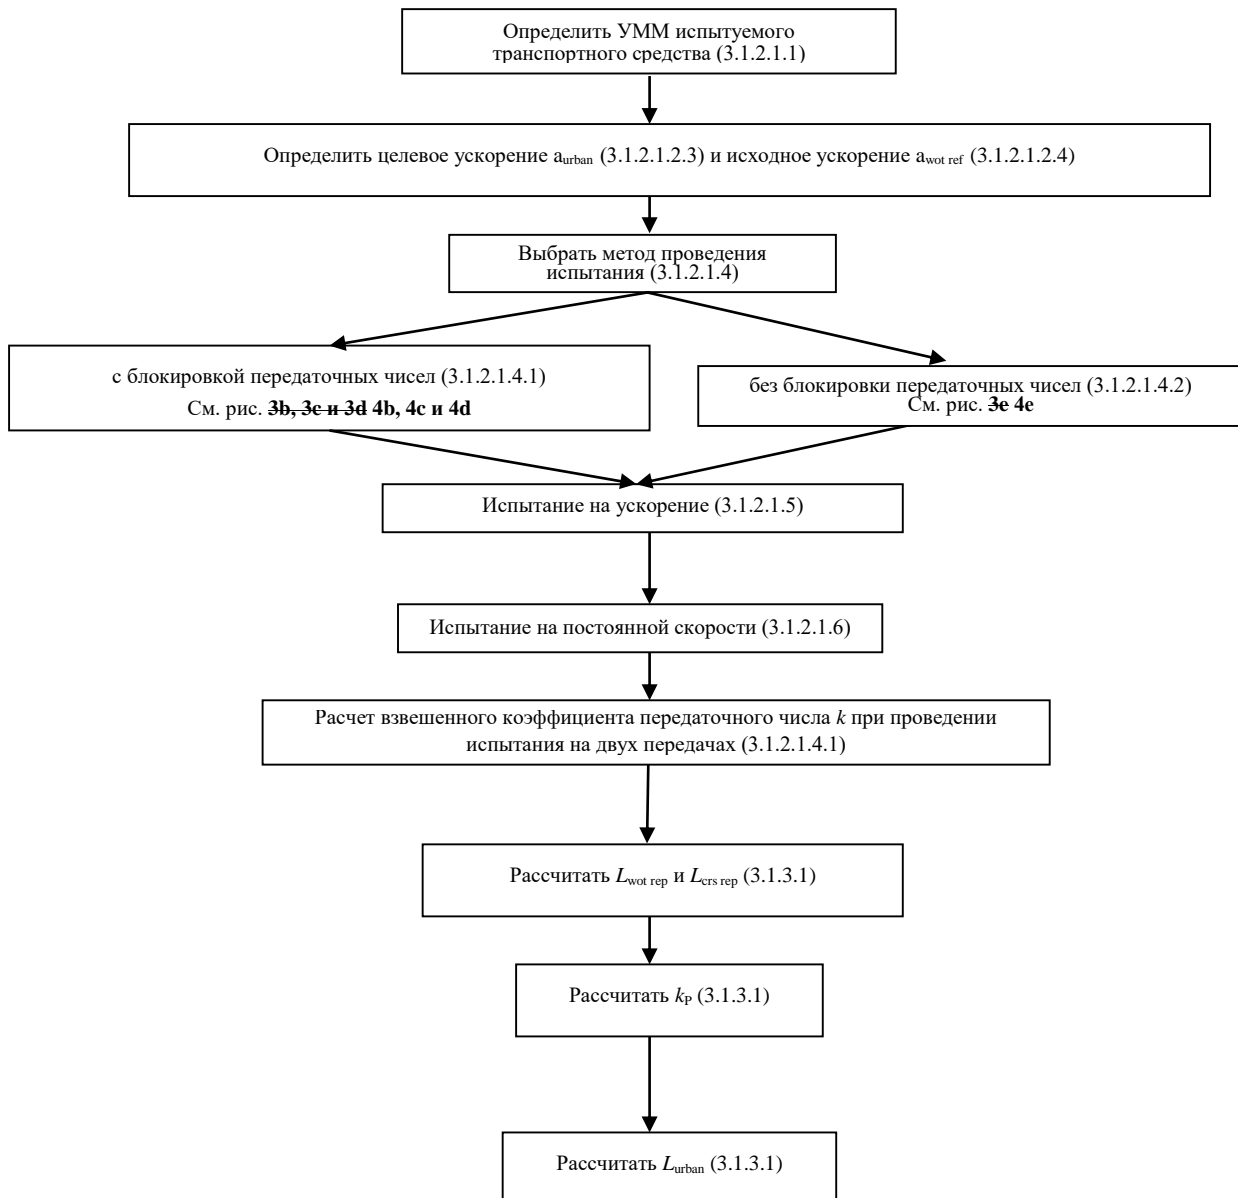 Определить УММ испытуемого
транспортного средства (3.1.2.1.1)
Определить целевое ускорение aurban (3.1.2.1.2.3) и исходное ускорение awot ref (3.1.2.1.2.4)
Выбрать метод проведения
испытания (3.1.2.1.4)
с блокировкой передаточных чисел (3.1.2.1.4.1)
См. рис. 3b, 3c и 3d 4b, 4c и 4d
без блокировки передаточных чисел (3.1.2.1.4.2)
См. рис. 3e 4e
Испытание на ускорение (3.1.2.1.5)
Испытание на постоянной скорости (3.1.2.1.6)
Расчет взвешенного коэффициента передаточного числа k при проведении
испытания на двух передачах (3.1.2.1.4.1)
Рассчитать Lwot rep и Lcrs rep (3.1.3.1)
Рассчитать kP (3.1.3.1)
Рассчитать Lurban (3.1.3.1)